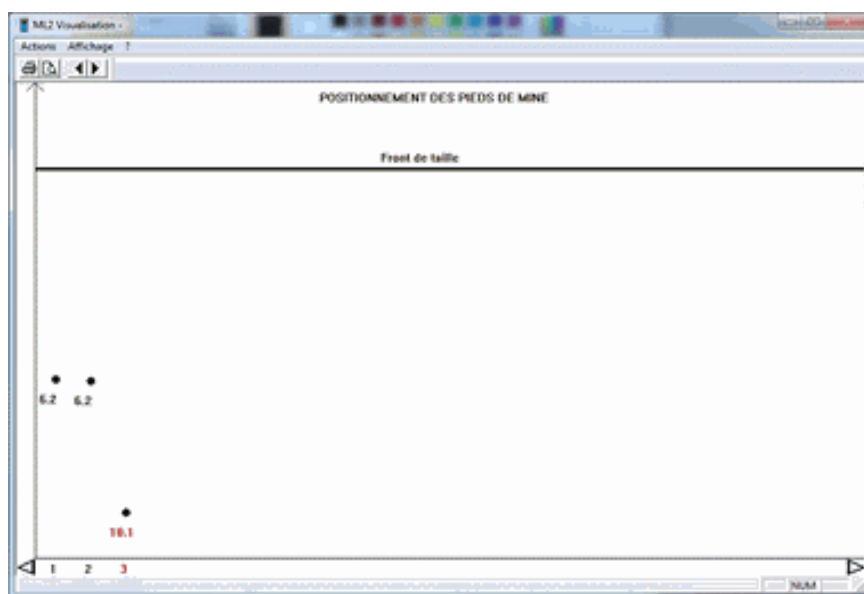 ML2 Visualisation -
Actions Affichage ?
POSITIONNEMENT DES PIEDS DE MINE
Front de taille
6.2 6.2
10.1
1 2 3
NUM